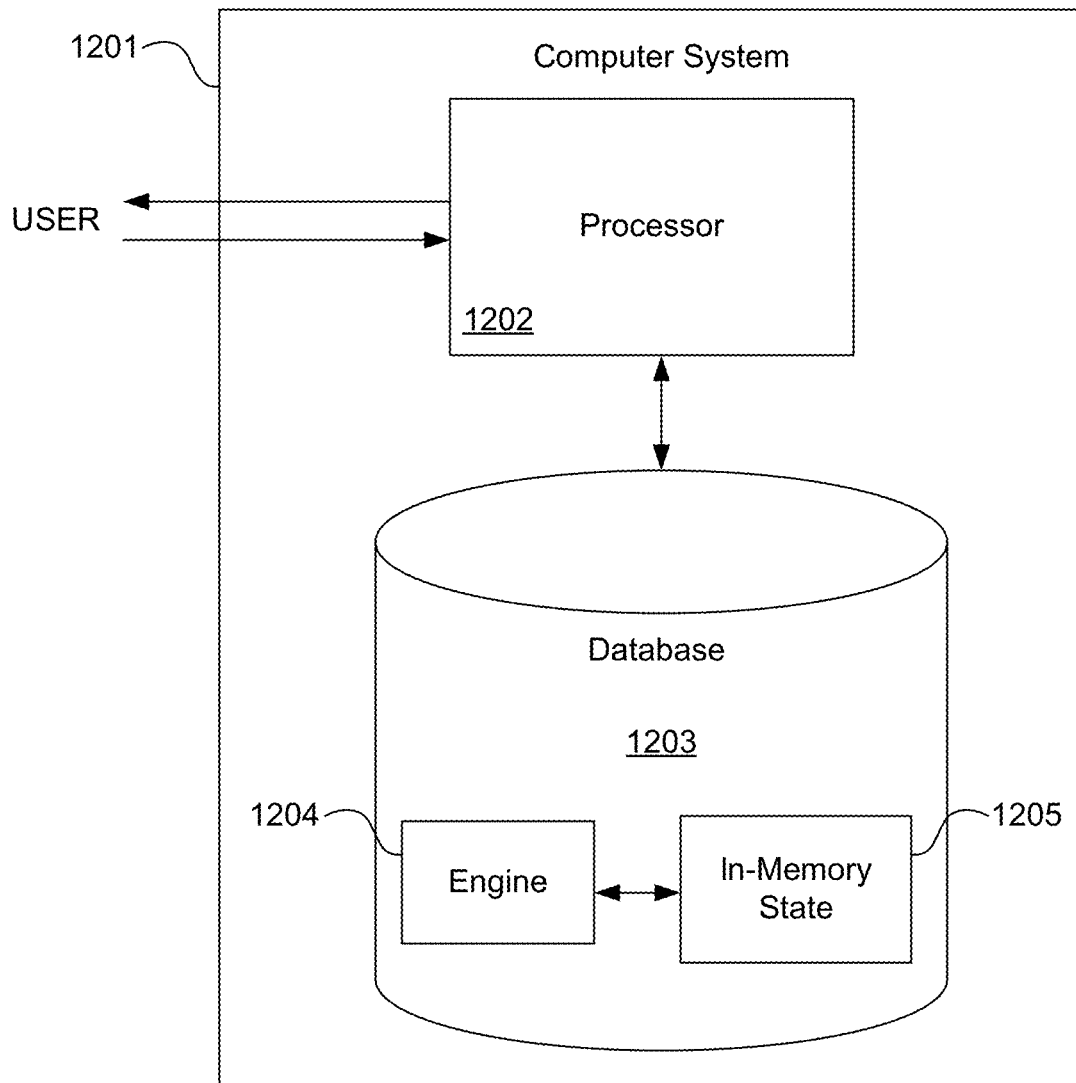 1201
Computer System
USER
Processor
1202
Database
1203
1204
1205
Engine
In-Memory
State